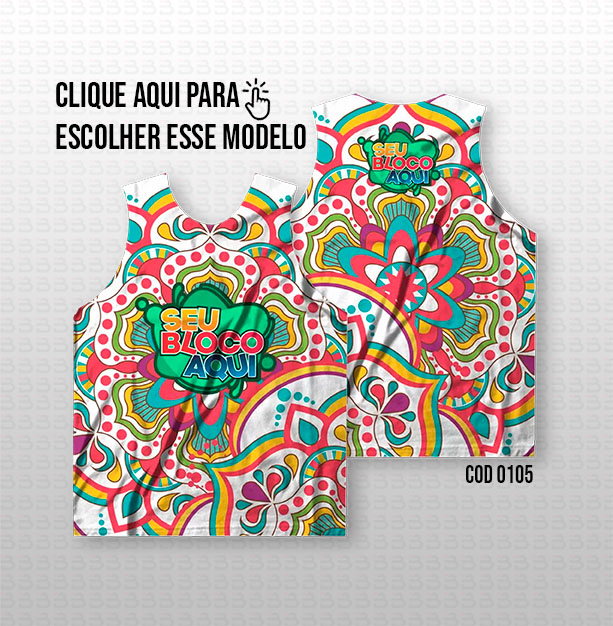 CLIQUE AQUI PARA
ESCOLHER ESSE MODELO
SEU
BLOCO
AQUI
SEU
BLOCO
AQUI
COD 0105